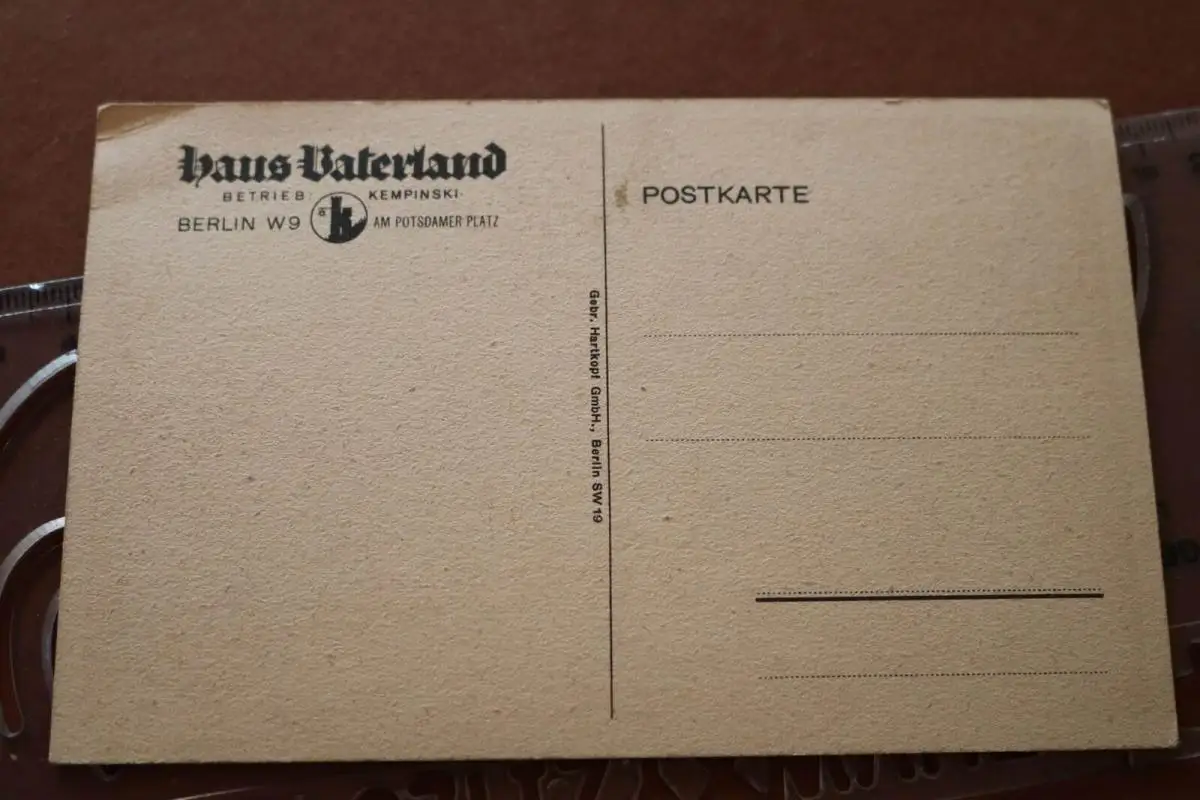 Haus Vaterland
BETRIEB KEMPINSKI
BERLIN W9 k AM POTSDAMER PLATZ
POSTKARTE
Gebr. Hartkopf GmbH., Berlin SW 19